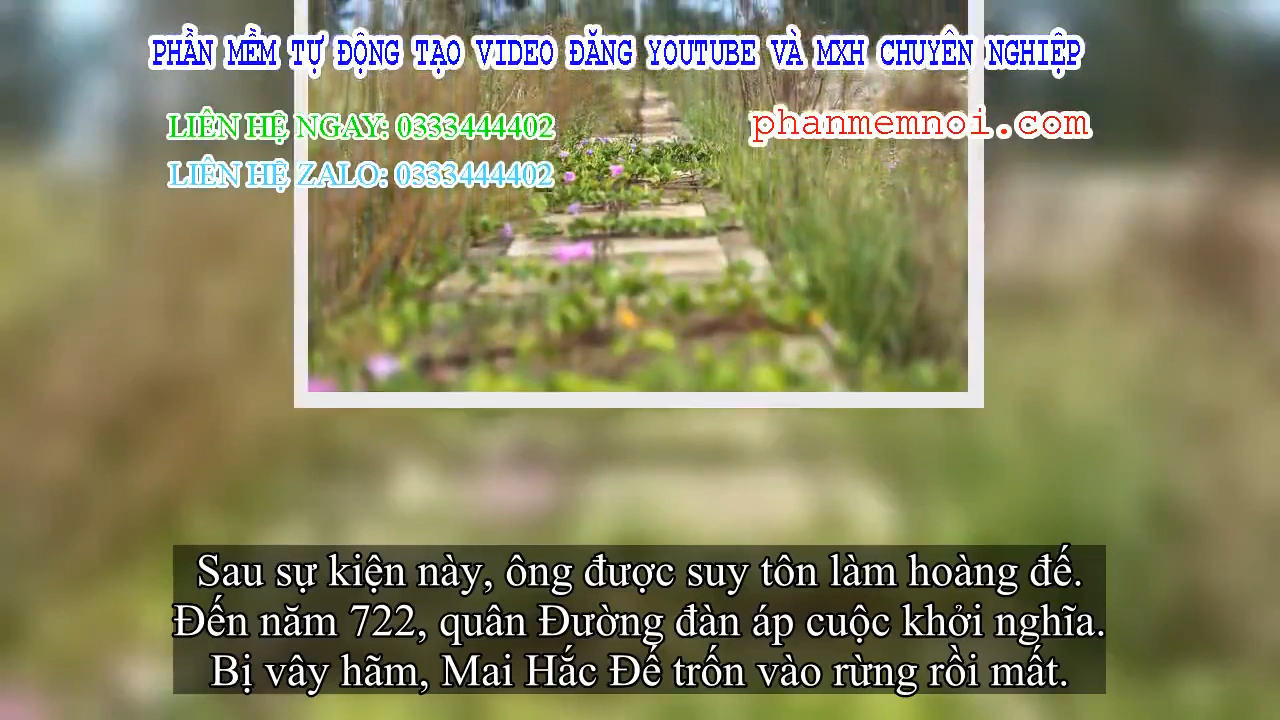 PHẦN MỀM TỰ ĐỘNG TẠO VIDEO ĐĂNG YOUTUBE VÀ MXH CHUYÊN NGHIỆP
LIÊN HỆ NGAY: 0333444402
phanmemnoi.com
LIÊN HỆ ZALO: 0333444402
Sau sự kiện này, ông được suy tôn làm hoàng đế.
Đến năm 722, quân Đường đàn áp cuộc khởi nghĩa.
Bị vây hãm, Mai Hắc Đế trốn vào rừng rồi mất.